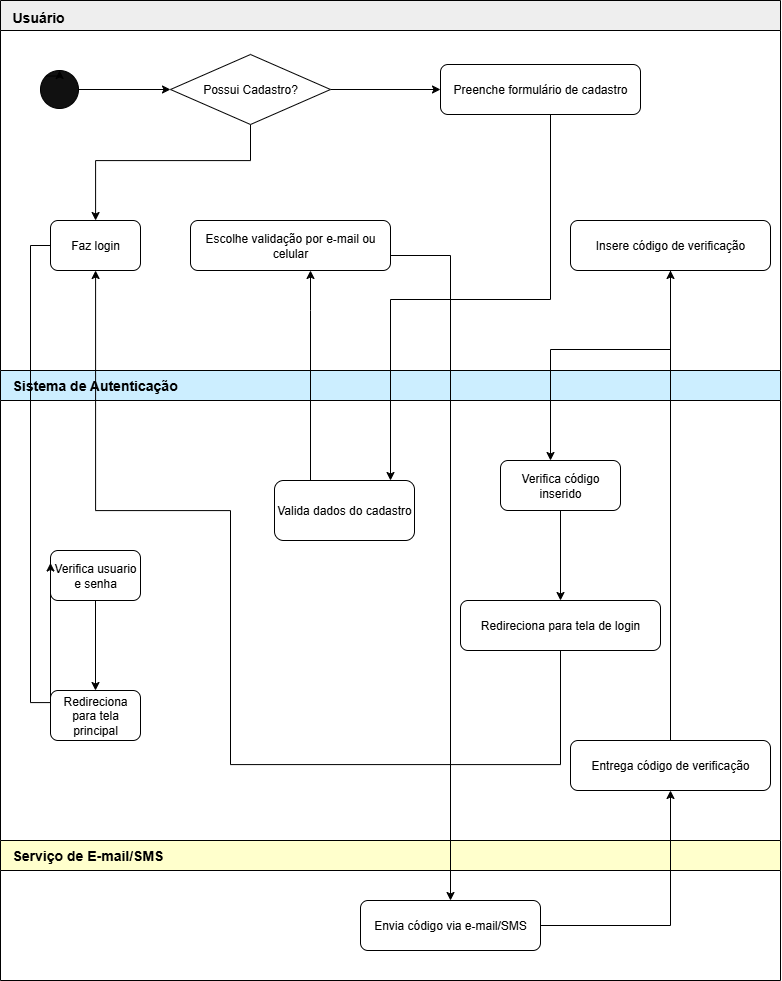 Usuário
Possui Cadastro?
Preenche formulário de cadastro
Faz login
Escolhe validação por e-mail ou
celular
Insere código de verificação
Sistema de Autenticação
Verifica código
inserido
Valida dados do cadastro
Verifica usuario
e senha
Redireciona para tela de login
Redireciona
para tela
principal
Entrega código de verificação
Serviço de E-mail/SMS
Envia código via e-mail/SMS